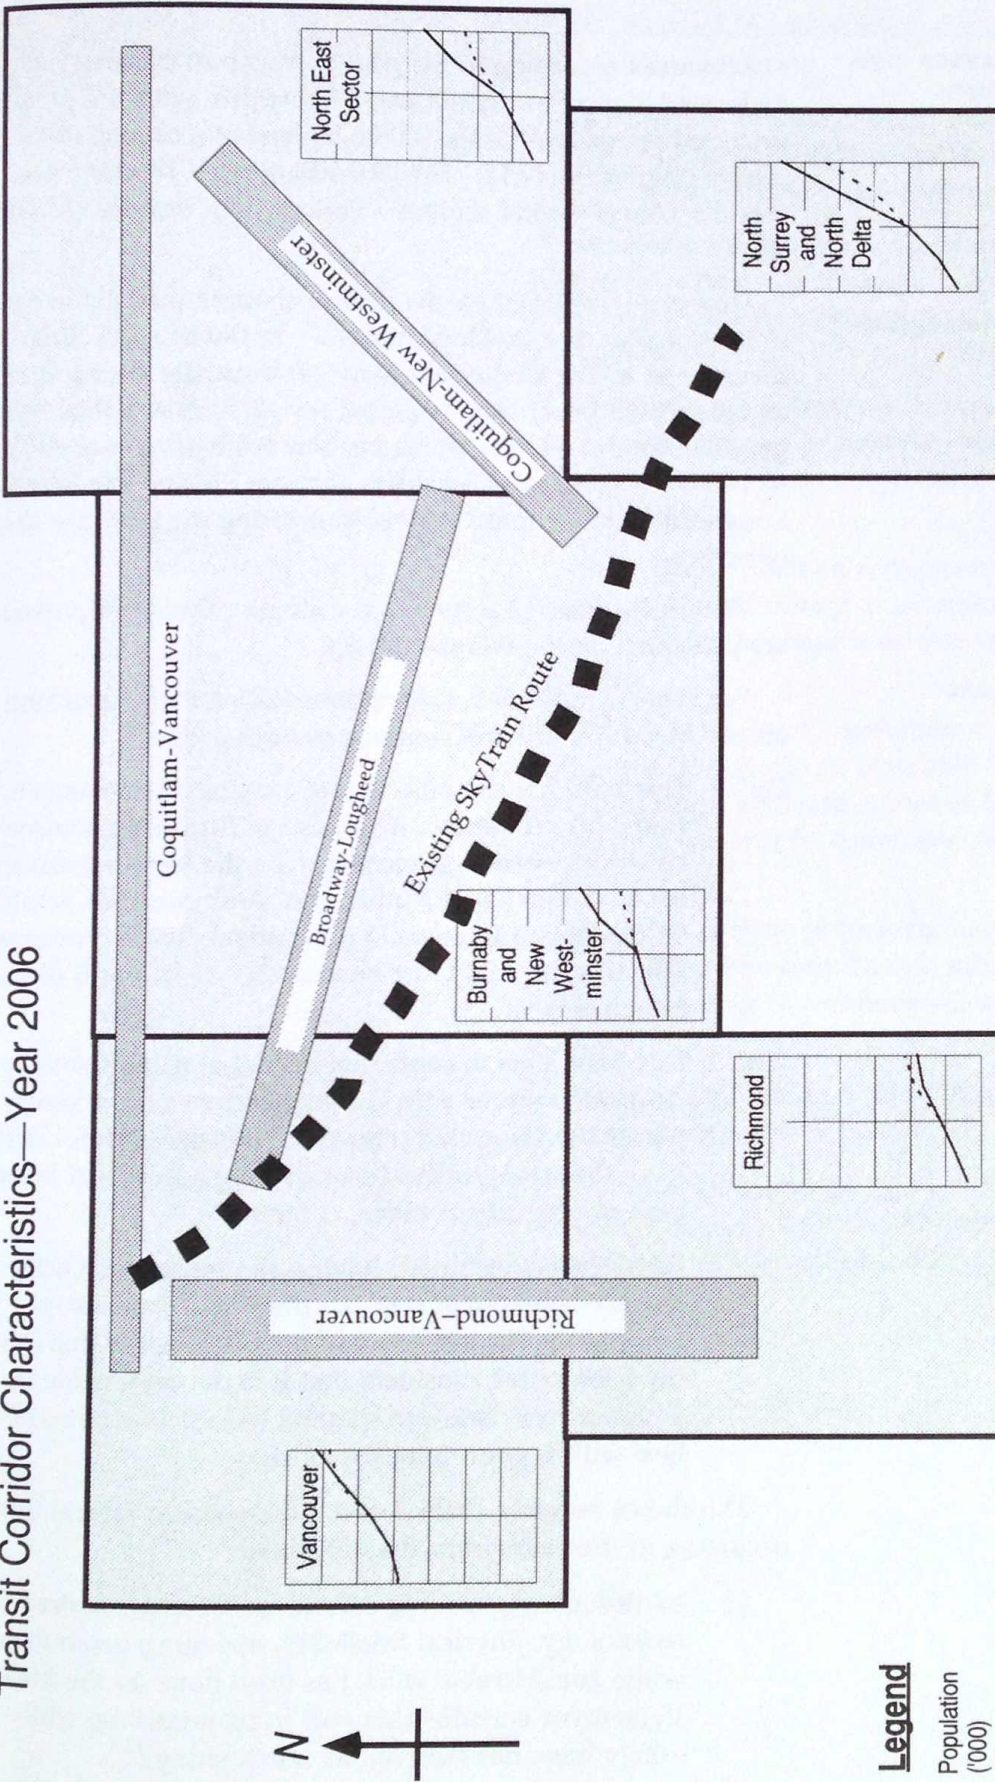 Transit Corridor Characteristics—Year 2006
North East
Sector
Coquitlam-Vancouver
Coquitlam-New Westminster
Broadway-Lougheed
Existing SkyTrain Route
North
Surrey
and
North
Delta
Burnaby
and
New
West-
minster
Vancouver
Richmond–Vancouver
Richmond
N
Legend
Population
('000)